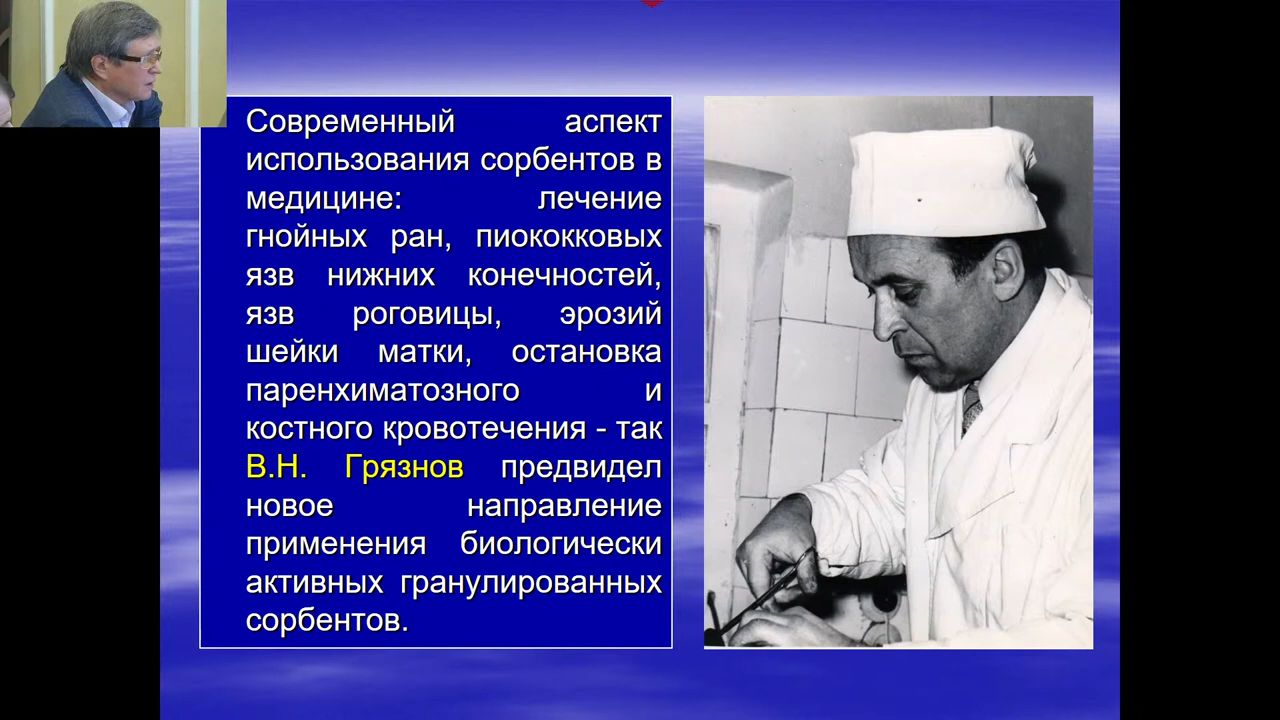 Современный аспект
использования сорбентов в
медицине: лечение
гнойных ран, пиококковых
язв нижних конечностей,
язв роговицы, эрозий
шейки матки, остановка
паренхиматозного и
костного кровотечения - так
В.Н. Грязнов предвидел
новое направление
применения биологически
активных гранулированных
сорбентов.